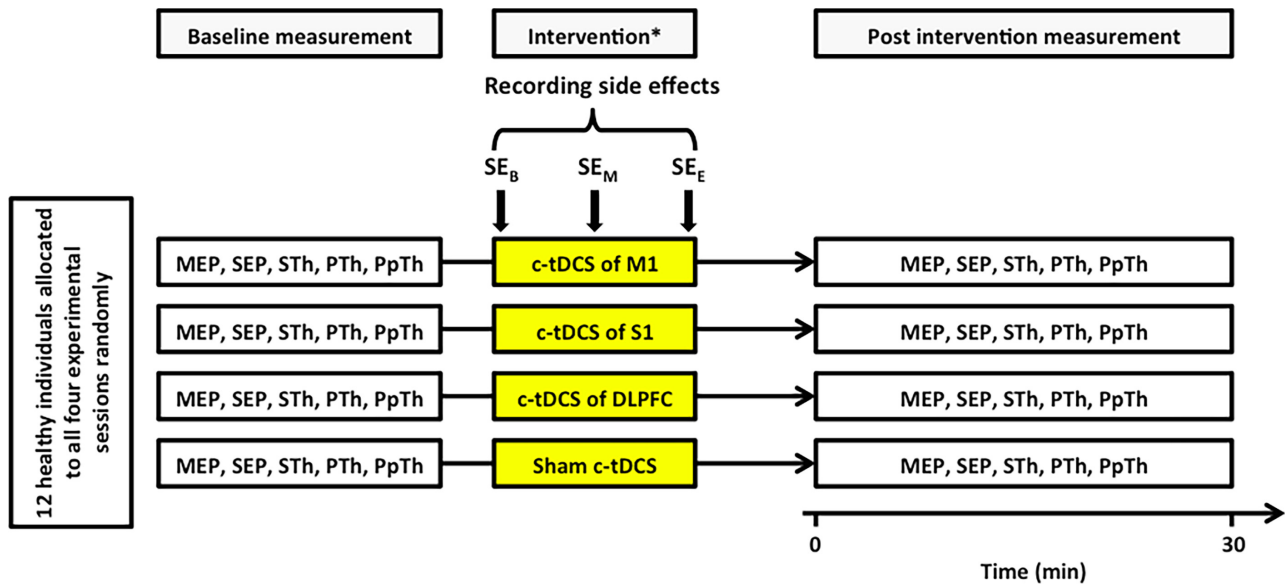 Baseline measurement
Intervention*
Post intervention measurement
Recording side effects
SE_B
SE_M
SE_E
12 healthy individuals allocated
to all four experimental
sessions randomly
MEP, SEP, STh, PTh, PpTh
c-tDCS of M1
MEP, SEP, STh, PTh, PpTh
MEP, SEP, STh, PTh, PpTh
c-tDCS of S1
MEP, SEP, STh, PTh, PpTh
MEP, SEP, STh, PTh, PpTh
c-tDCS of DLPFC
MEP, SEP, STh, PTh, PpTh
MEP, SEP, STh, PTh, PpTh
Sham c-tDCS
MEP, SEP, STh, PTh, PpTh
0
30
Time (min)